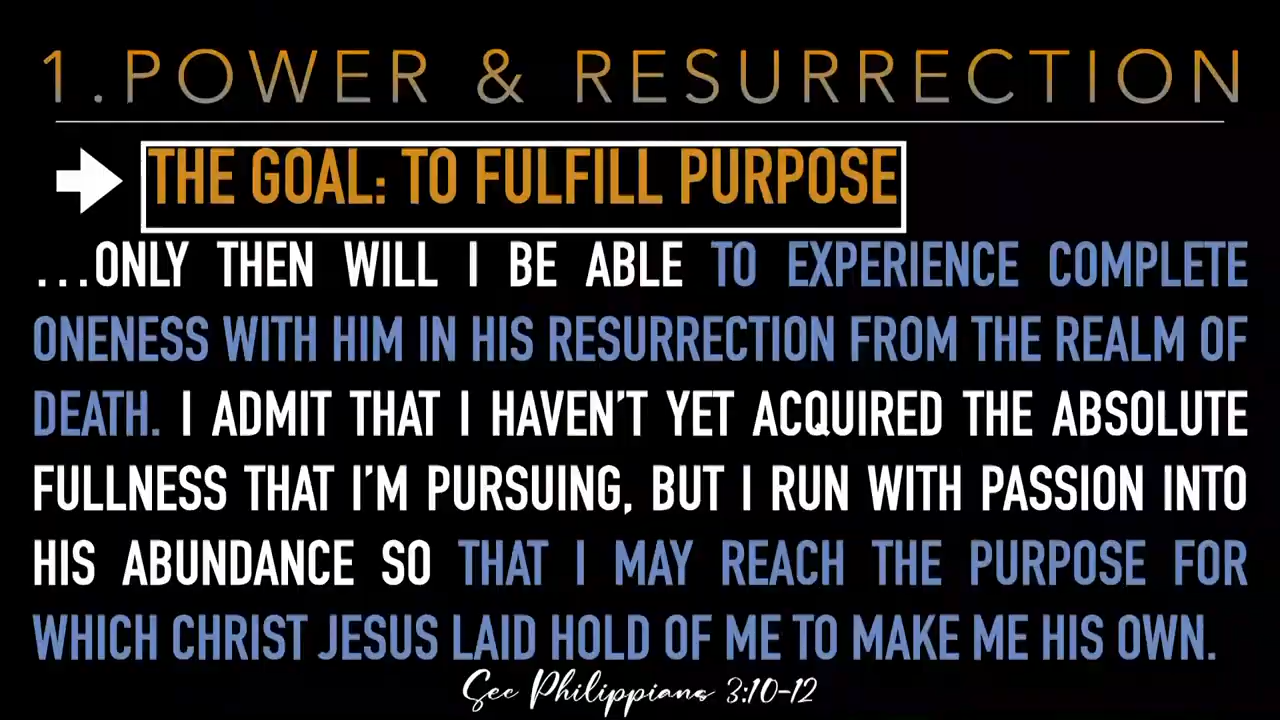 1.POWER & RESURRECTION
THE GOAL: TO FULFILL PURPOSE
...ONLY THEN WILL I BE ABLE TO EXPERIENCE COMPLETE
ONENESS WITH HIM IN HIS RESURRECTION FROM THE REALM OF
DEATH. I ADMIT THAT I HAVEN'T YET ACQUIRED THE ABSOLUTE
FULLNESS THAT I'M PURSUING, BUT I RUN WITH PASSION INTO
HIS ABUNDANCE SO THAT I MAY REACH THE PURPOSE FOR
WHICH CHRIST JESUS LAID HOLD OF ME TO MAKE ME HIS OWN.
See Philippians 3:10-12